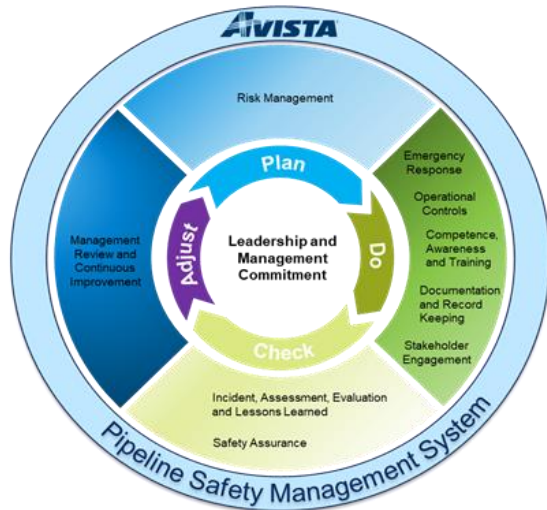 AVISTA
Risk Management
Plan
Emergency
Response
Operational
Controls
Competence,
Awareness
and Training
Documentation
and Record
Keeping
Stakeholder
Engagement
Do
Leadership and
Management
Commitment
Adjust
Management
Review and
Continuous
Improvement
Check
Incident, Assessment, Evaluation
and Lessons Learned
Safety Assurance
Pipeline Safety Management System